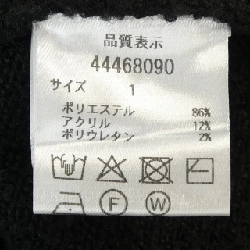 品質表示
44468090
サイズ 1
ポリエステル 86%
アクリル 12%
ポリウレタン 2%
F W